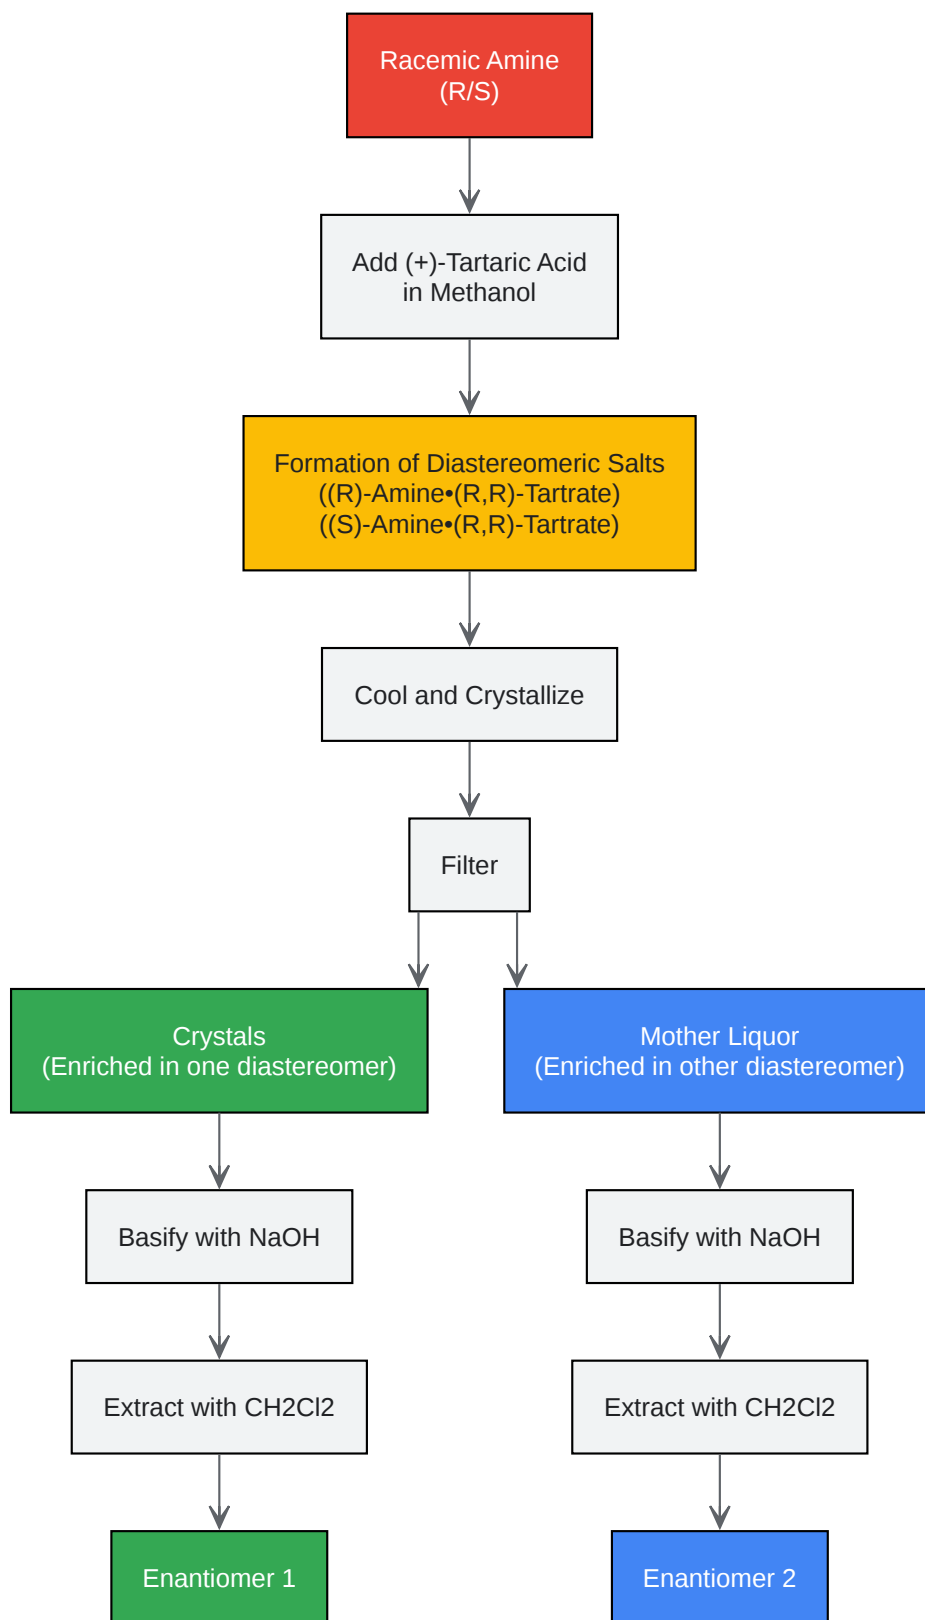 Racemic Amine
(R/S)
Add (+)-Tartaric Acid
in Methanol
Formation of Diastereomeric Salts
((R)-Amine•(R,R)-Tartrate)
((S)-Amine•(R,R)-Tartrate)
Cool and Crystallize
Filter
Crystals
(Enriched in one diastereomer)
Mother Liquor
(Enriched in other diastereomer)
Basify with NaOH
Basify with NaOH
Extract with CH2Cl2
Extract with CH2Cl2
Enantiomer 1
Enantiomer 2